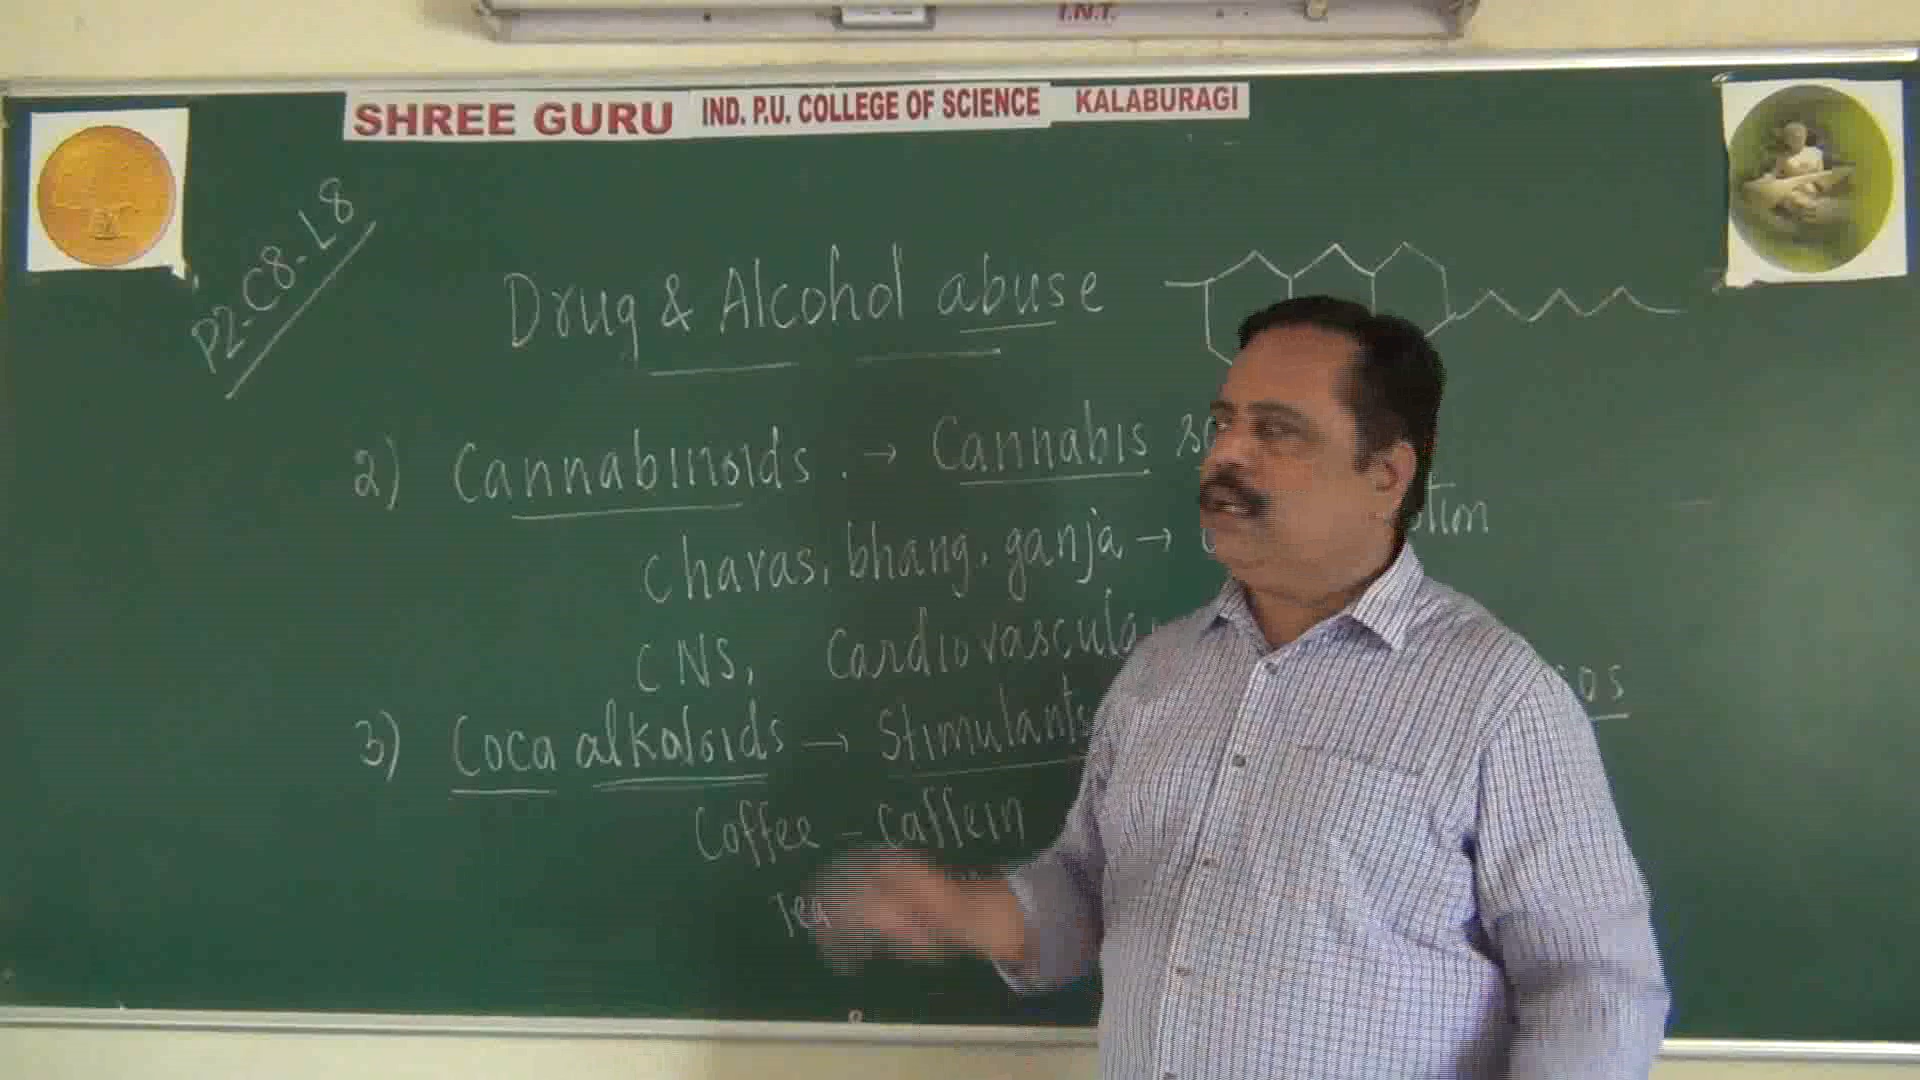 I.N.T.
SHREE GURU IND. P.U. COLLEGE OF SCIENCE KALABURAGI
P2-C8-L8
Drug & Alcohol abuse
2) Cannabinoids. → Cannabis
Charas, bhang. ganja →
CNS, Cardiovascular
3) Coca alkaloids → Stimulants
Coffee - Caffein
Tea